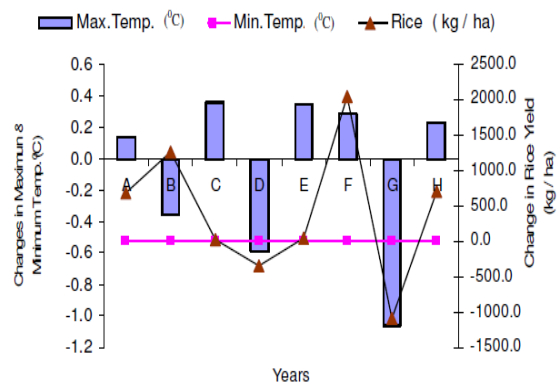 Max.Temp. (⁰C) Min.Temp. (⁰C) Rice ( kg / ha)
Changes in Maximun &
Minimum Temp.(C)
0.6
0.4
0.2
0.0
-0.2
-0.4
-0.6
-0.8
-1.0
-1.2
A B C D E F G H
2500.0
2000.0
1500.0
1000.0
500.0
0.0
-500.0
-1000.0
-1500.0
Change in Rice Yield
(kg / ha)
Years